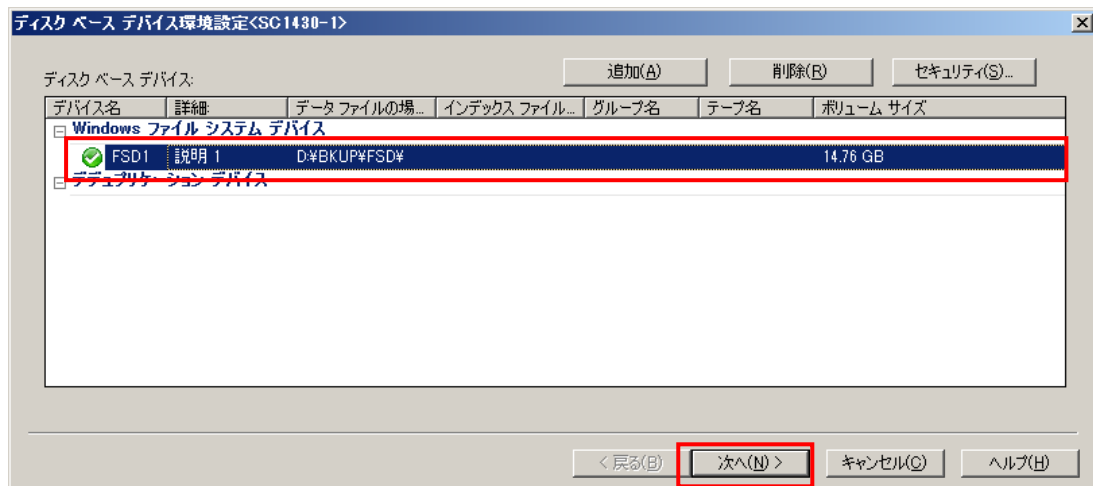 ディスク ベース デバイス環境設定<SC1430-1>
ディスク ベース デバイス: 追加(A) 削除(R) セキュリティ(S)...
デバイス名 詳細: データ ファイルの場... インデックス ファイル... グループ名 テープ名 ボリューム サイズ
Windows ファイル システム デバイス
FSD1 説明 1 D:¥BKUP¥FSD¥ 14.76 GB
デデュプリケーション デバイス
< 戻る(B) 次へ(N) > キャンセル(C) ヘルプ(H)